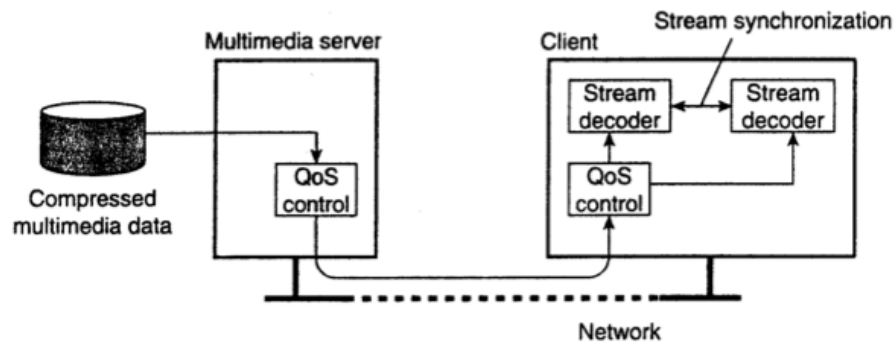 Stream synchronization
Multimedia server
Client
Stream
decoder
Stream
decoder
QoS
control
QoS
control
Compressed
multimedia data
Network